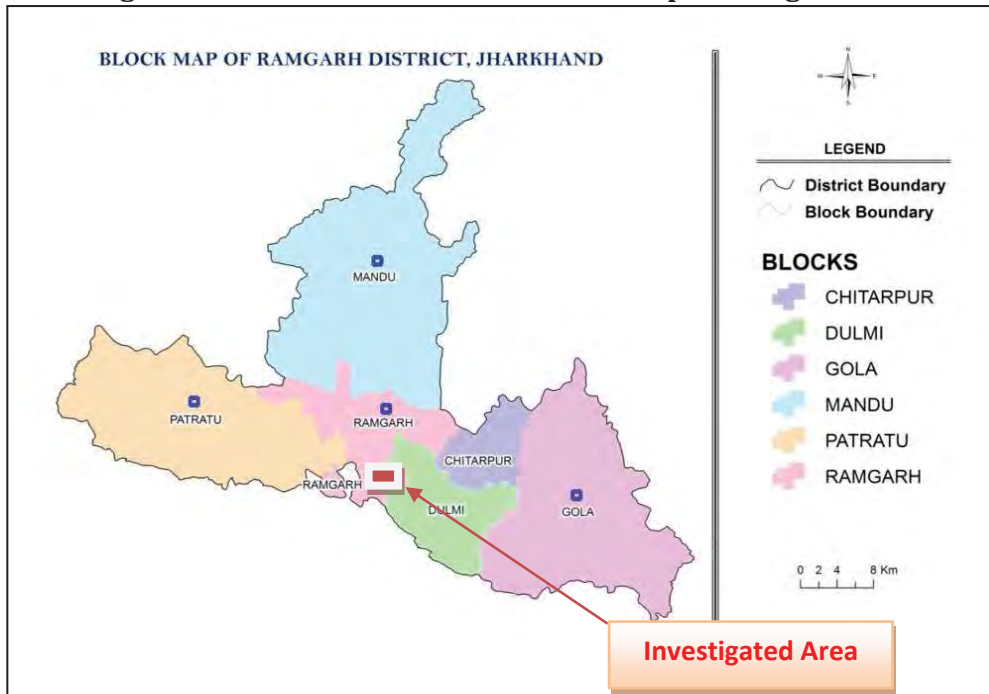 BLOCK MAP OF RAMGARH DISTRICT, JHARKHAND
N
W E
S
LEGEND
District Boundary
Block Boundary
BLOCKS
CHITARPUR
DULMI
GOLA
MANDU
PATRATU
RAMGARH
0 2 4 8 Km
MANDU
PATRATU
RAMGARH
CHITARPUR
RAMGARH
DULMI
GOLA
Investigated Area